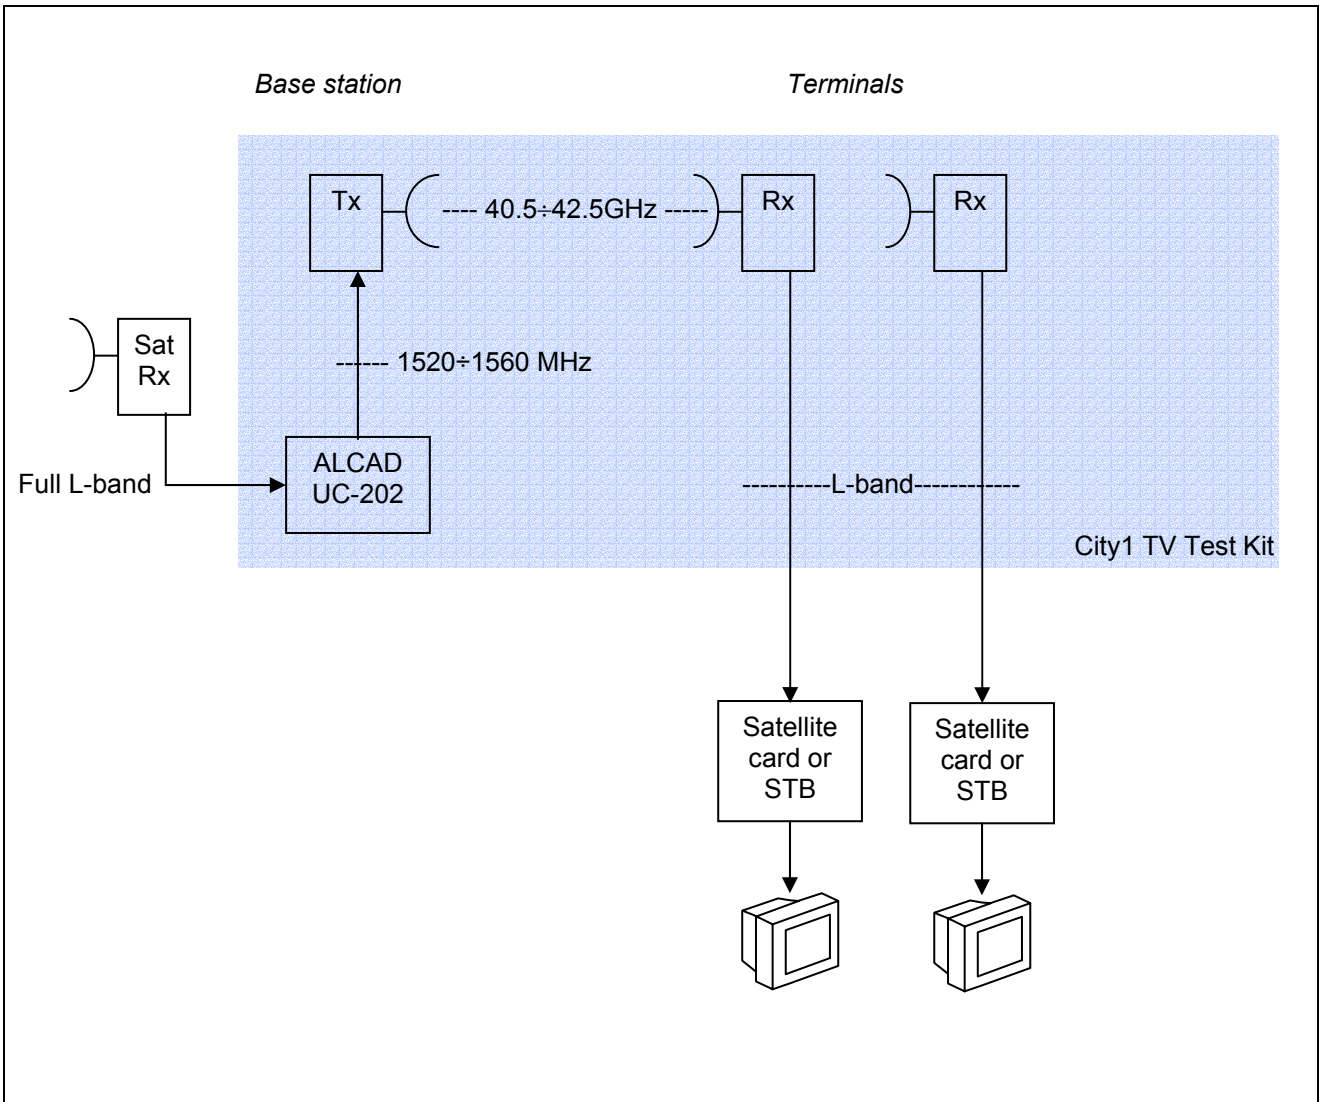 Base station
Terminals
Tx
---- 40.5÷42.5GHz -----
Rx
Rx
Sat
Rx
------ 1520÷1560 MHz
ALCAD
UC-202
Full L-band
-----------L-band-------------
City1 TV Test Kit
Satellite
card or
STB
Satellite
card or
STB